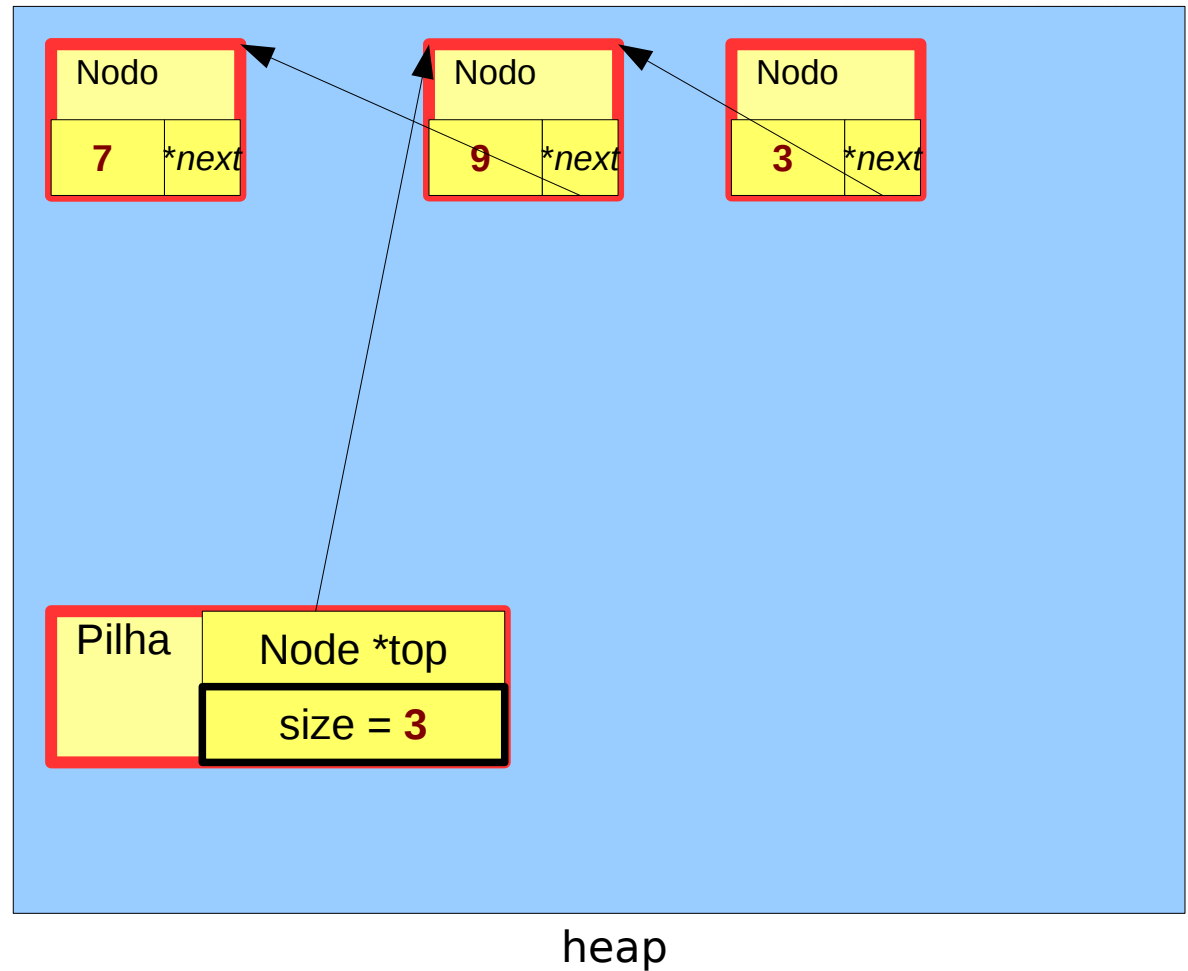 Nodo Nodo Nodo
7 *next 9 *next 3 *next
Pilha Node *top
size = 3
heap